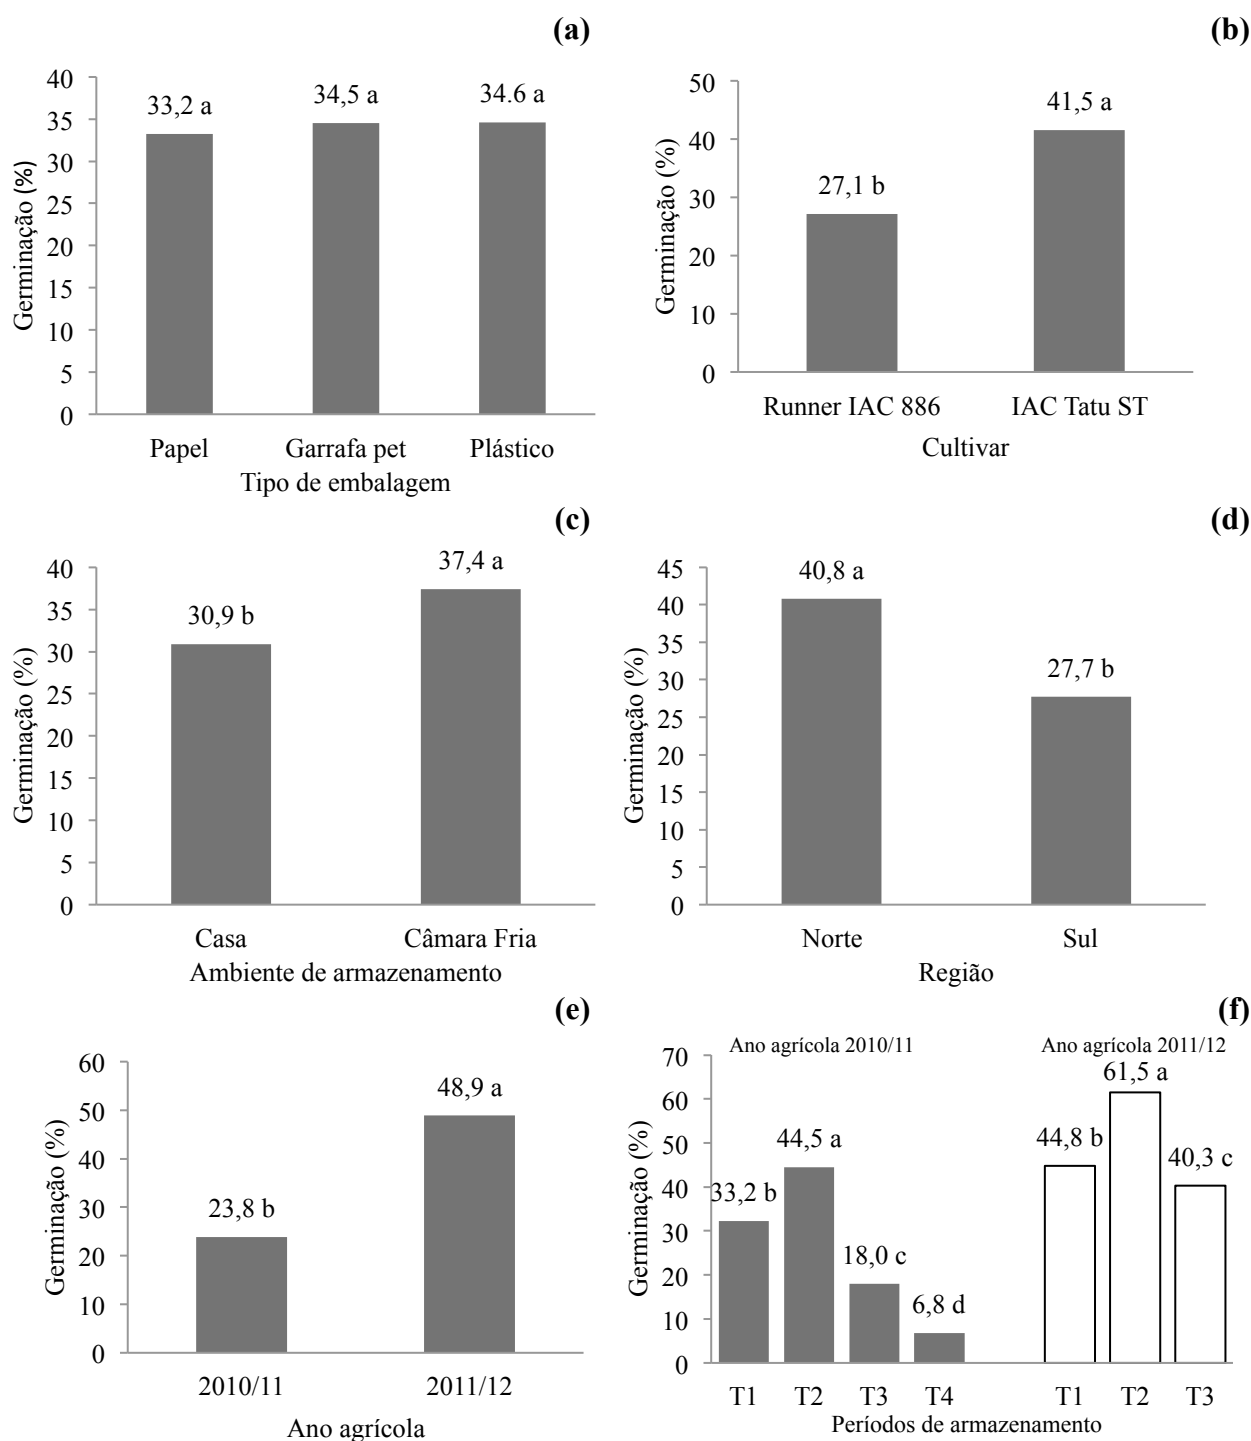 (a)
40
35
30
25
20
15
10
5
0
Germinação (%)
33,2 a
34,5 a
34.6 a
Papel
Garrafa pet
Plástico
Tipo de embalagem
(b)
50
40
30
20
10
0
Germinação (%)
27,1 b
41,5 a
Runner IAC 886
IAC Tatu ST
Cultivar
(c)
40
35
30
25
20
15
10
5
0
Germinação (%)
30,9 b
37,4 a
Casa
Câmara Fria
Ambiente de armazenamento
(d)
45
40
35
30
25
20
15
10
5
0
Germinação (%)
40,8 a
27,7 b
Norte
Sul
Região
(e)
60
50
40
30
20
10
0
Germinação (%)
23,8 b
48,9 a
2010/11
2011/12
Ano agrícola
(f)
Ano agrícola 2010/11
Ano agrícola 2011/12
70
60
50
40
30
20
10
0
Germinação (%)
33,2 b
44,5 a
18,0 c
6,8 d
44,8 b
61,5 a
40,3 c
T1
T2
T3
T4
T1
T2
T3
Períodos de armazenamento